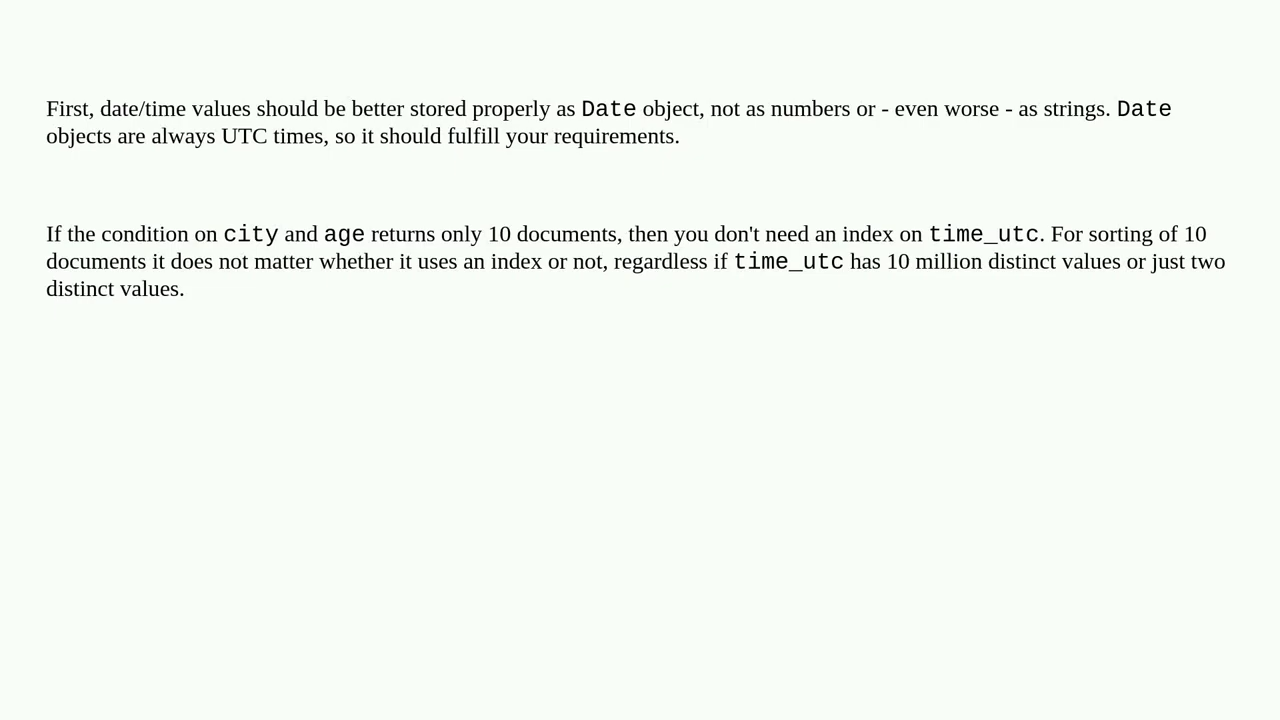 First, date/time values should be better stored properly as Date object, not as numbers or - even worse - as strings. Date
objects are always UTC times, so it should fulfill your requirements.
If the condition on city and age returns only 10 documents, then you don't need an index on time_utc. For sorting of 10
documents it does not matter whether it uses an index or not, regardless if time_utc has 10 million distinct values or just two
distinct values.